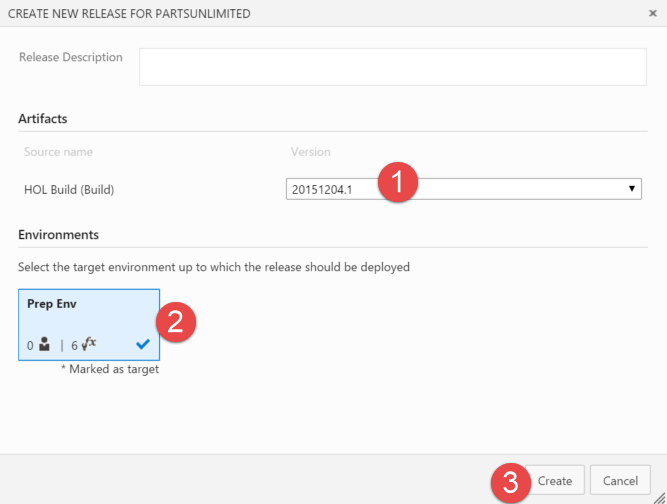 CREATE NEW RELEASE FOR PARTSUNLIMITED
Release Description
Artifacts
Source name Version
HOL Build (Build) 20151204.1 1
Environments
Select the target environment up to which the release should be deployed
Prep Env
2
0 | 6 fx
* Marked as target
3 Create Cancel